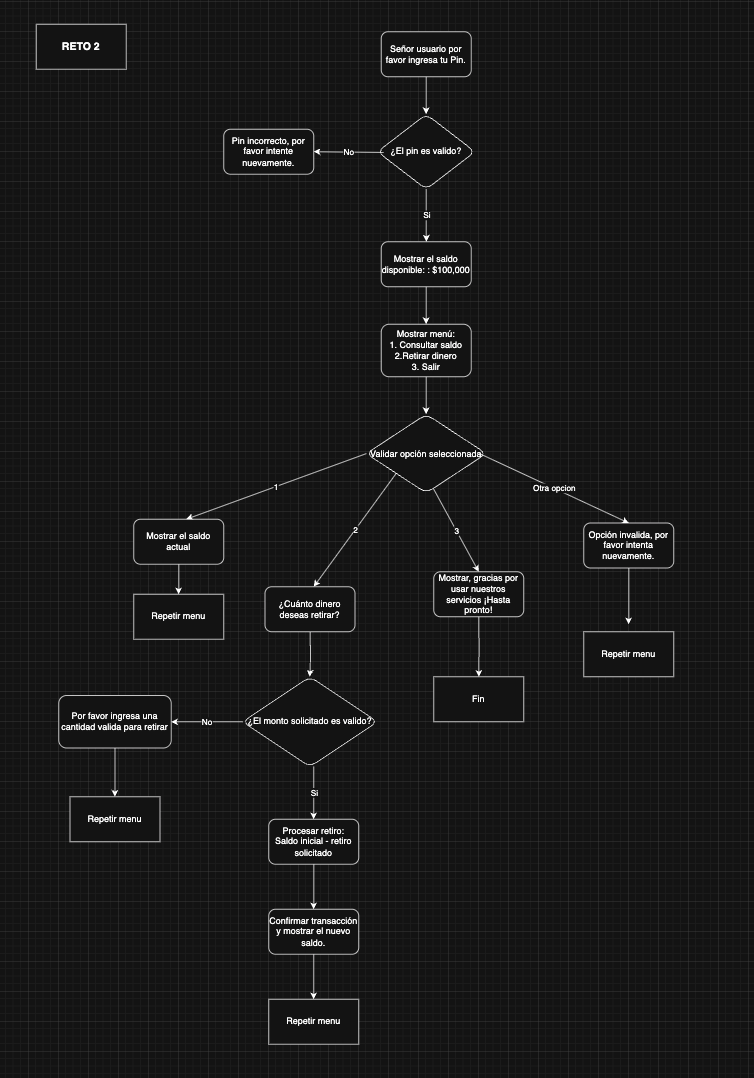 RETO 2
Señor usuario por
favor ingresa tu Pin.
Pin incorrecto, por
favor intente
nuevamente.
No
¿El pin es valido?
Si
Mostrar el saldo
disponible: : $100,000
Mostrar menú:
1. Consultar saldo
2.Retirar dinero
3. Salir
Validar opción seleccionada
1
2
3
Otra opcion
Mostrar el saldo
actual
Repetir menu
¿Cuánto dinero
deseas retirar?
Mostrar, gracias por
usar nuestros
servicios ¡Hasta
pronto!
Fin
Opción invalida, por
favor intenta
nuevamente.
Repetir menu
Por favor ingresa una
cantidad valida para retirar
No
¿El monto solicitado es valido?
Repetir menu
Si
Procesar retiro:
Saldo inicial - retiro
solicitado
Confirmar transacción
y mostrar el nuevo
saldo.
Repetir menu